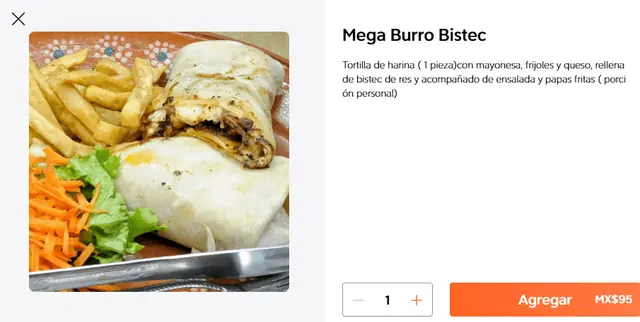 Mega Burro Bistec
Tortilla de harina ( 1 pieza)con mayonesa, frijoles y queso, rellena
de bistec de res y acompañado de ensalada y papas fritas ( porci
ón personal)
1
Agregar MX$95